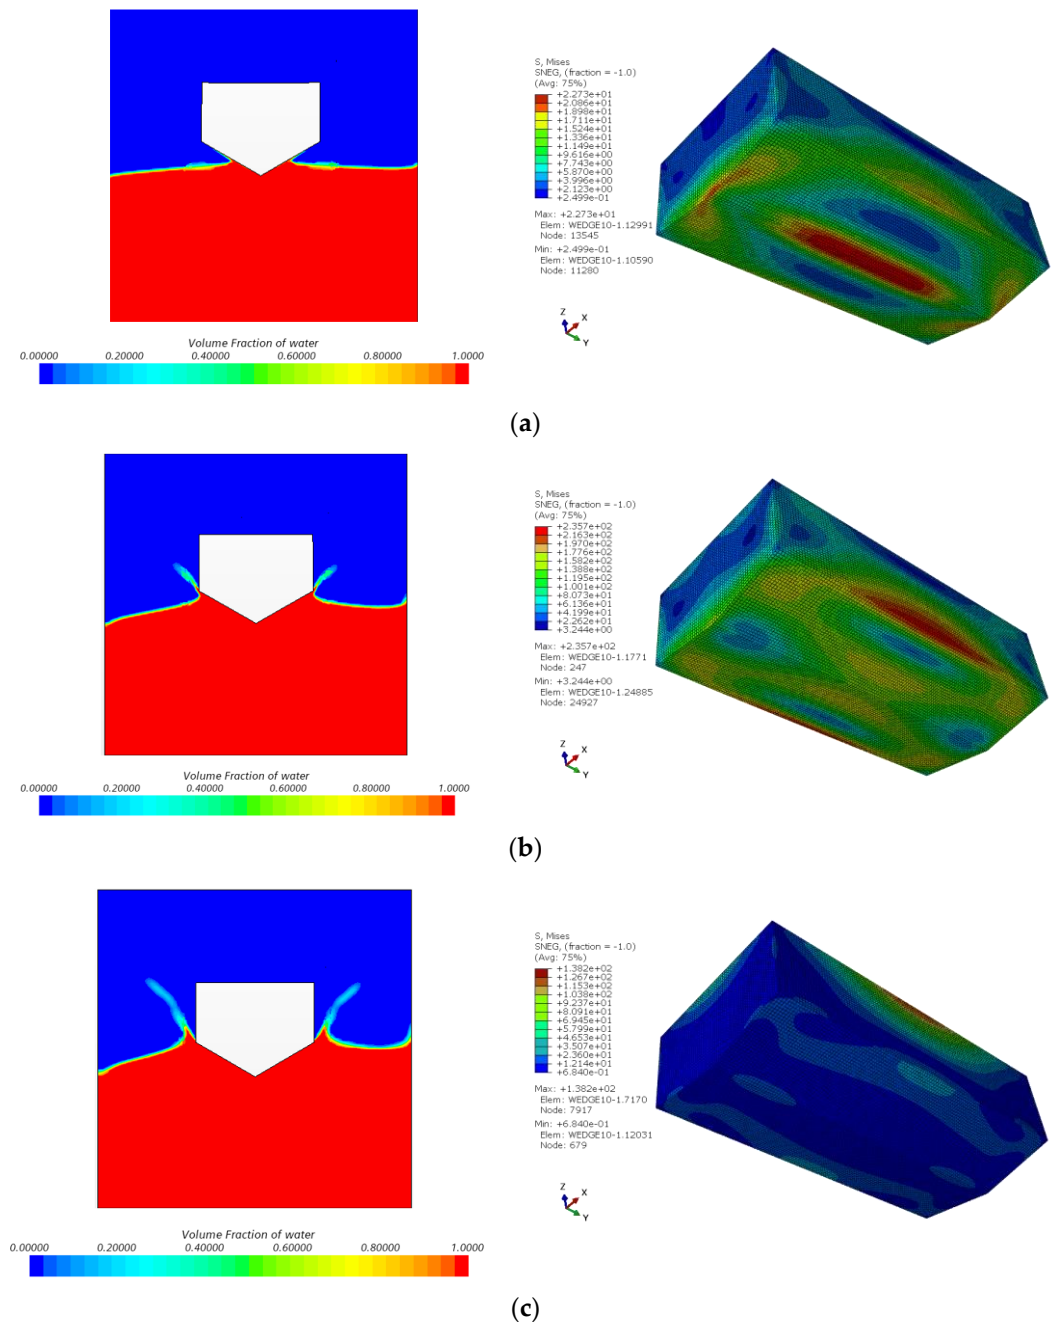 S, Mises
SNEG, (fraction = -1.0)
(Avg: 75%)
+2.273e+01
+2.086e+01
+1.898e+01
+1.711e+01
+1.524e+01
+1.336e+01
+1.149e+01
+9.616e+00
+7.743e+00
+5.870e+00
+3.996e+00
+2.123e+00
+2.499e-01
Max: +2.273e+01
Elem: WEDGE10-1.12991
Node: 13545
Min: +2.499e-01
Elem: WEDGE10-1.10590
Node: 11280
Z
X
Y
Volume Fraction of water
0.00000 0.20000 0.40000 0.60000 0.80000 1.0000
(a)
S, Mises
SNEG, (fraction = -1.0)
(Avg: 75%)
+2.357e+02
+2.163e+02
+1.970e+02
+1.776e+02
+1.582e+02
+1.388e+02
+1.195e+02
+1.001e+02
+8.073e+01
+6.136e+01
+4.199e+01
+2.262e+01
+3.244e+00
Max: +2.357e+02
Elem: WEDGE10-1.1771
Node: 247
Min: +3.244e+00
Elem: WEDGE10-1.24885
Node: 24927
Z
X
Y
Volume Fraction of water
0.00000 0.20000 0.40000 0.60000 0.80000 1.0000
(b)
S, Mises
SNEG, (fraction = -1.0)
(Avg: 75%)
+1.382e+02
+1.267e+02
+1.153e+02
+1.038e+02
+9.237e+01
+8.091e+01
+6.945e+01
+5.799e+01
+4.653e+01
+3.507e+01
+2.360e+01
+1.214e+01
+6.840e-01
Max: +1.382e+02
Elem: WEDGE10-1.7170
Node: 7917
Min: +6.840e-01
Elem: WEDGE10-1.12031
Node: 679
Z
X
Y
Volume Fraction of water
0.00000 0.20000 0.40000 0.60000 0.80000 1.0000
(c)